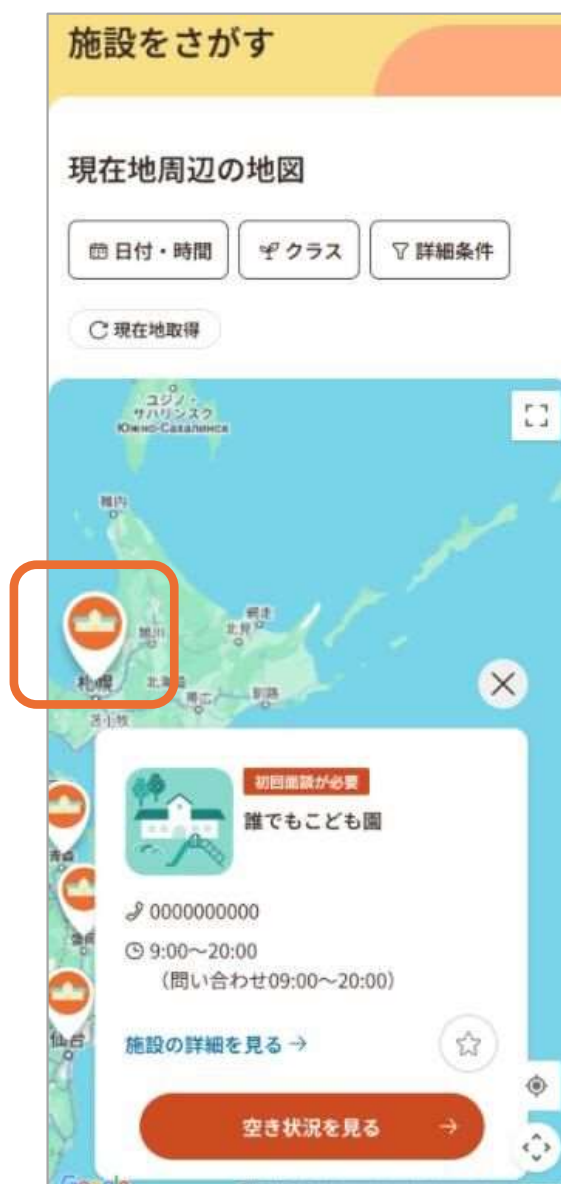 施設をさがす
現在地周辺の地図
日付・時間 クラス 詳細条件
現在地取得
ユジノ・
サハリンスク
Южно-Сахалинск
稚内
網走
旭川
北見
札幌
北海道
帯広
釧路
苫小牧
初回面談が必要
誰でもこども園
青森
0000000000
盛岡
9:00～20:00
（問い合わせ09:00～20:00）
仙台
施設の詳細を見る →
空き状況を見る →
Google